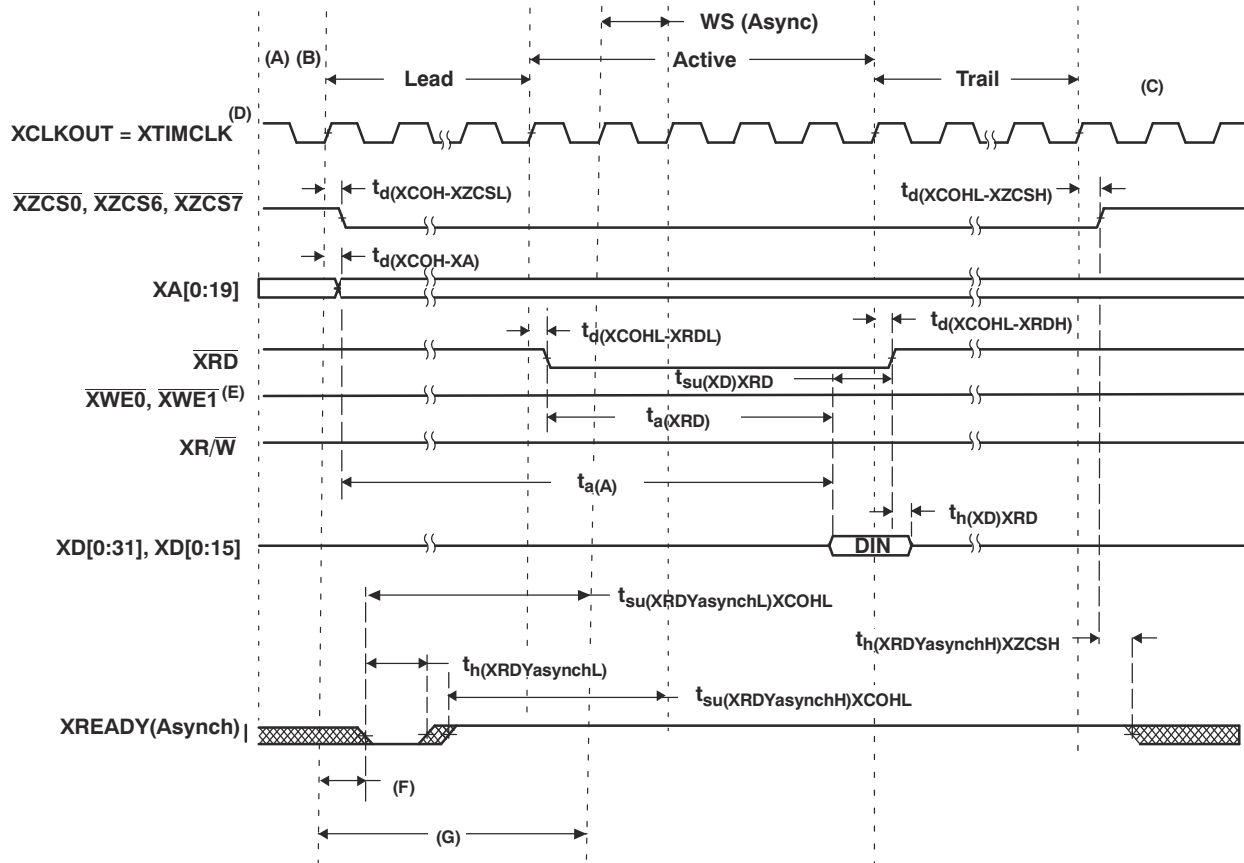 WS (Async)
(A) (B)
Lead
Active
Trail
(C)
XCLKOUT = XTIMCLK(D)
td(XCOH-XZCSL)
td(XCOHL-XZCSH)
XZCS0, XZCS6, XZCS7
td(XCOH-XA)
XA[0:19]
td(XCOHL-XRDL)
td(XCOHL-XRDH)
XRD
tsu(XD)XRD
XWE0, XWE1(E)
ta(XRD)
XR/W
ta(A)
th(XD)XRD
XD[0:31], XD[0:15]
DIN
tsu(XRDYasynchL)XCOHL
th(XRDYasynchH)XZCSH
th(XRDYasynchL)
tsu(XRDYasynchH)XCOHL
XREADY(Asynch)
(F)
(G)